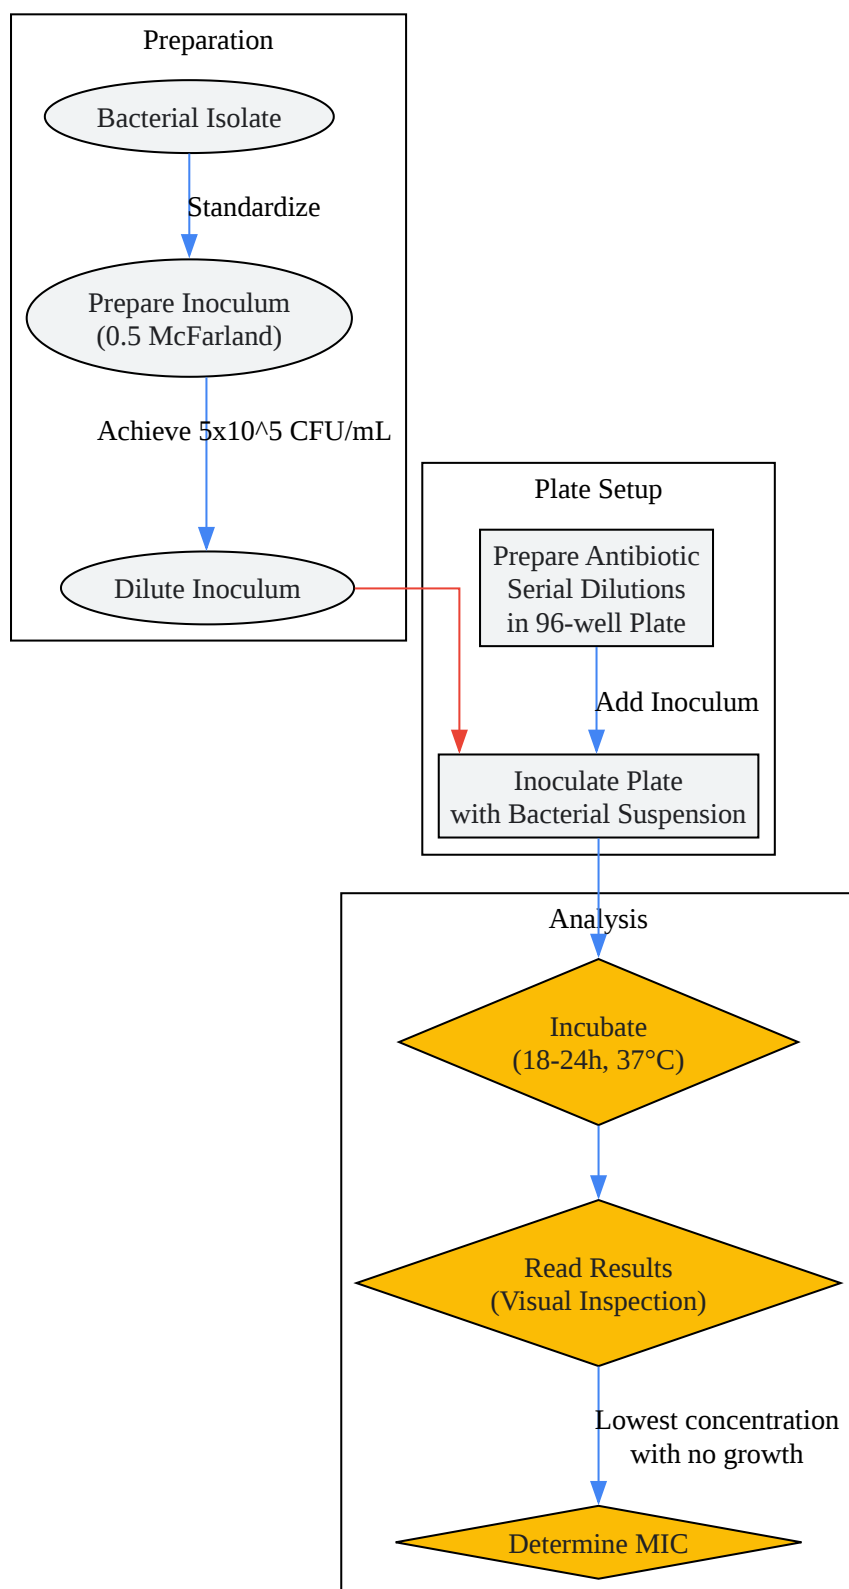 Preparation
Bacterial Isolate
Standardize
Prepare Inoculum
(0.5 McFarland)
Achieve 5x10^5 CFU/mL
Dilute Inoculum
Plate Setup
Prepare Antibiotic
Serial Dilutions
in 96-well Plate
Add Inoculum
Inoculate Plate
with Bacterial Suspension
Analysis
Incubate
(18-24h, 37°C)
Read Results
(Visual Inspection)
Lowest concentration
with no growth
Determine MIC